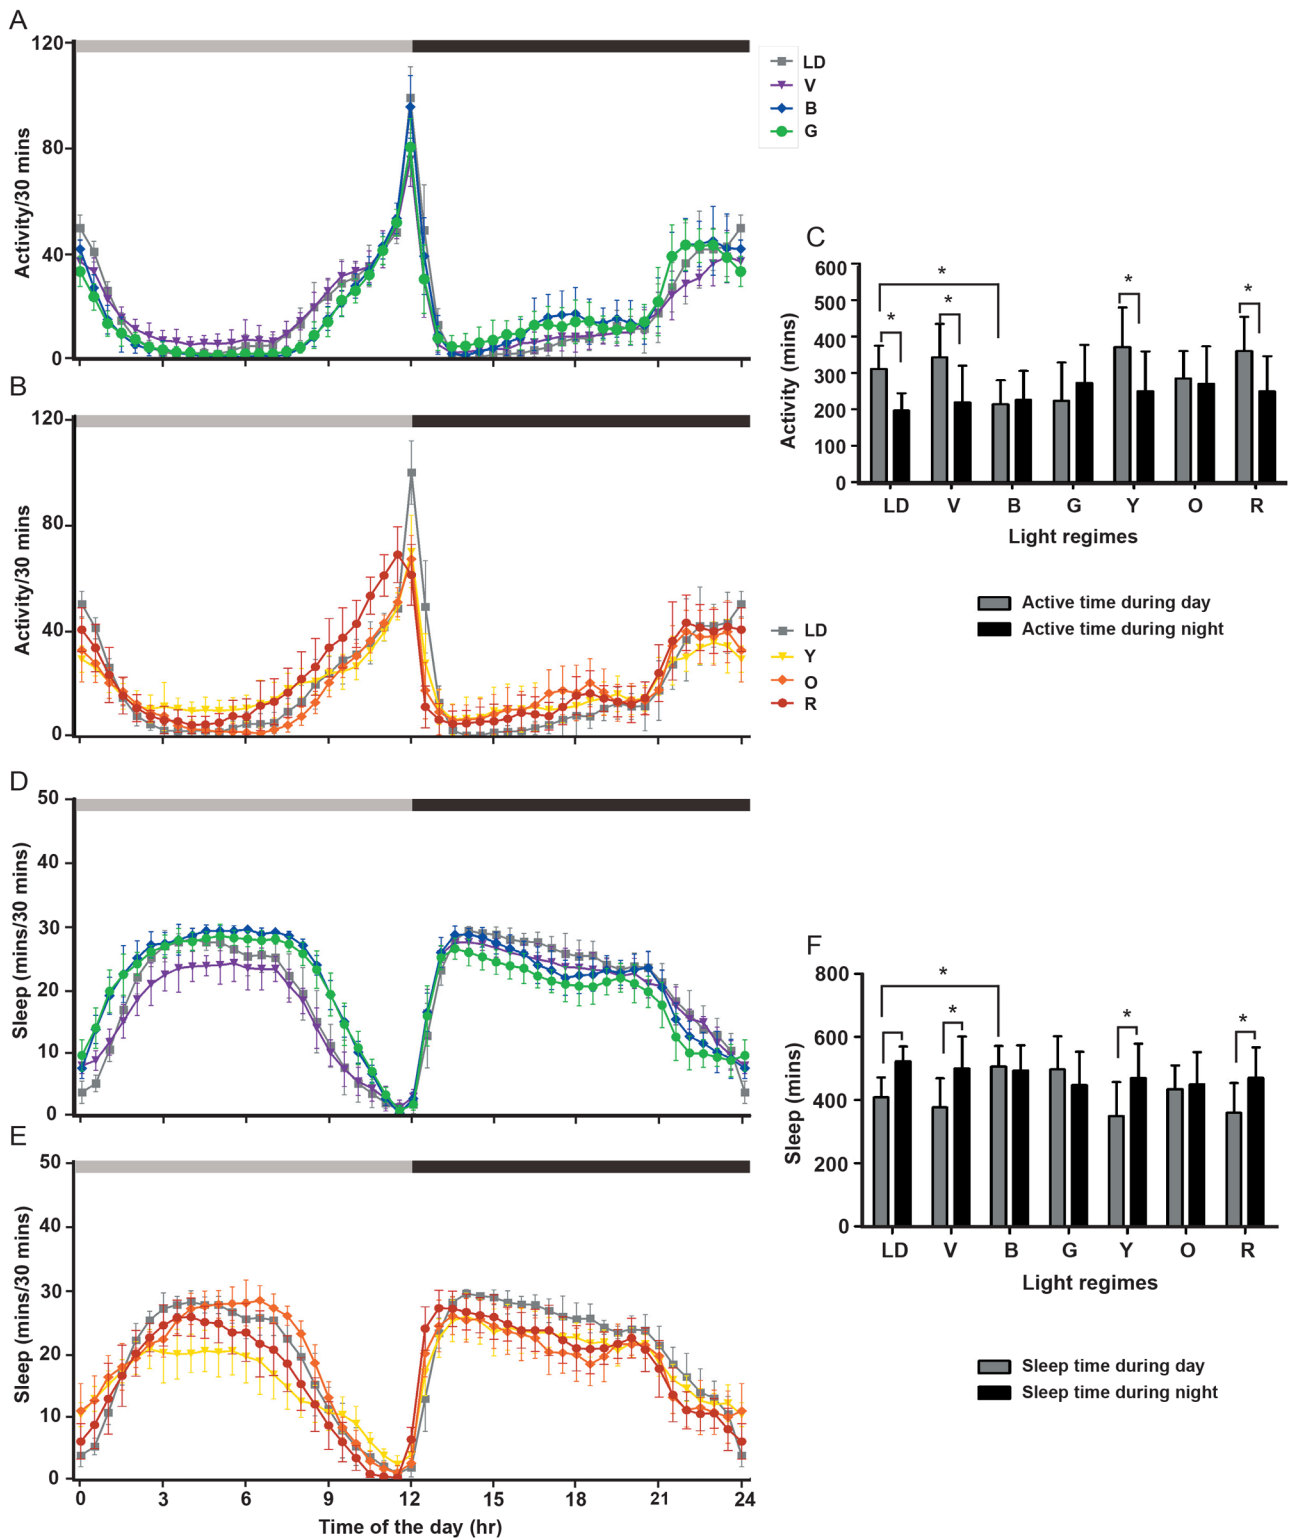 A
120
80
40
0
Activity/30 mins
LD
V
B
G
B
120
80
40
0
Activity/30 mins
LD
Y
O
R
C
600
500
400
300
200
100
0
Activity (mins)
* * * * *
LD V B G Y O R
Light regimes
Active time during day
Active time during night
D
50
40
30
20
10
0
Sleep (mins/30 mins)
E
50
40
30
20
10
0
Sleep (mins/30 mins)
0 3 6 9 12 15 18 21 24
Time of the day (hr)
F
800
600
400
200
0
Sleep (mins)
* * * *
LD V B G Y O R
Light regimes
Sleep time during day
Sleep time during night